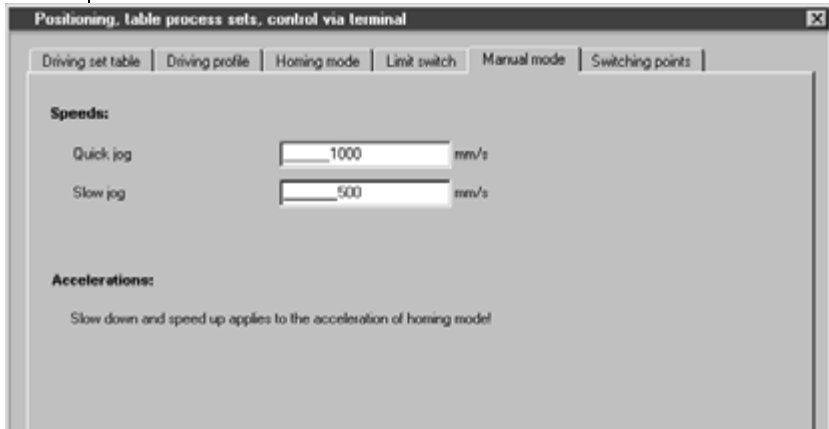 Positioning, table process sets, control via terminal
Driving set table Driving profile Homing mode Limit switch Manual mode Switching points
Speeds:
Quick jog ______1000 mm/s
Slow jog _______500 mm/s
Accelerations:
Slow down and speed up applies to the acceleration of homing mode!